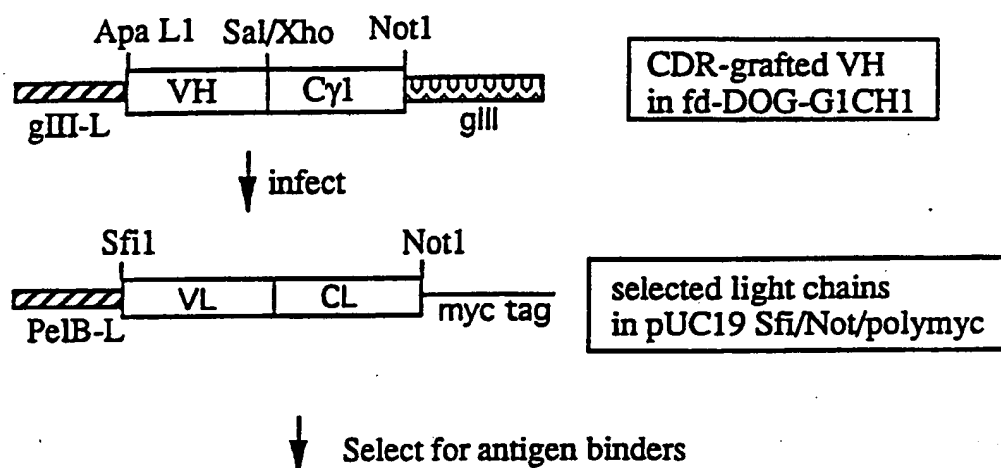 Apa L1 Sal/Xho Not1
VH Cγ1
gIII-L gIII
CDR-grafted VH
in fd-DOG-G1CH1
infect
Sfi1 Not1
VL CL
PelB-L myc tag
selected light chains
in pUC19 Sfi/Not/polymyc
Select for antigen binders